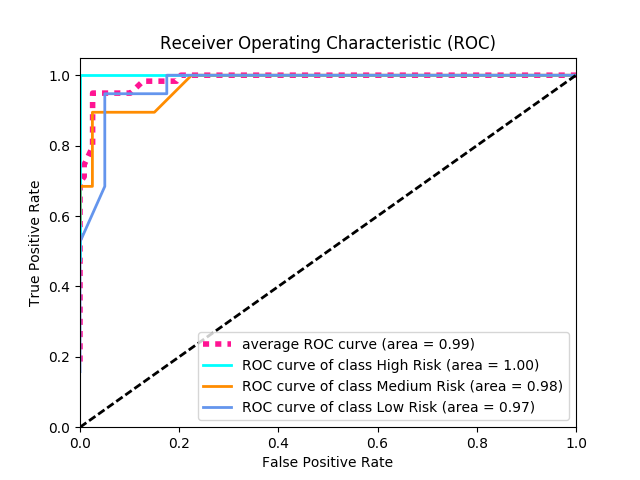 Receiver Operating Characteristic (ROC)
1.0
0.8
0.6
0.4
0.2
0.0
True Positive Rate
average ROC curve (area = 0.99)
ROC curve of class High Risk (area = 1.00)
ROC curve of class Medium Risk (area = 0.98)
ROC curve of class Low Risk (area = 0.97)
0.0 0.2 0.4 0.6 0.8 1.0
False Positive Rate